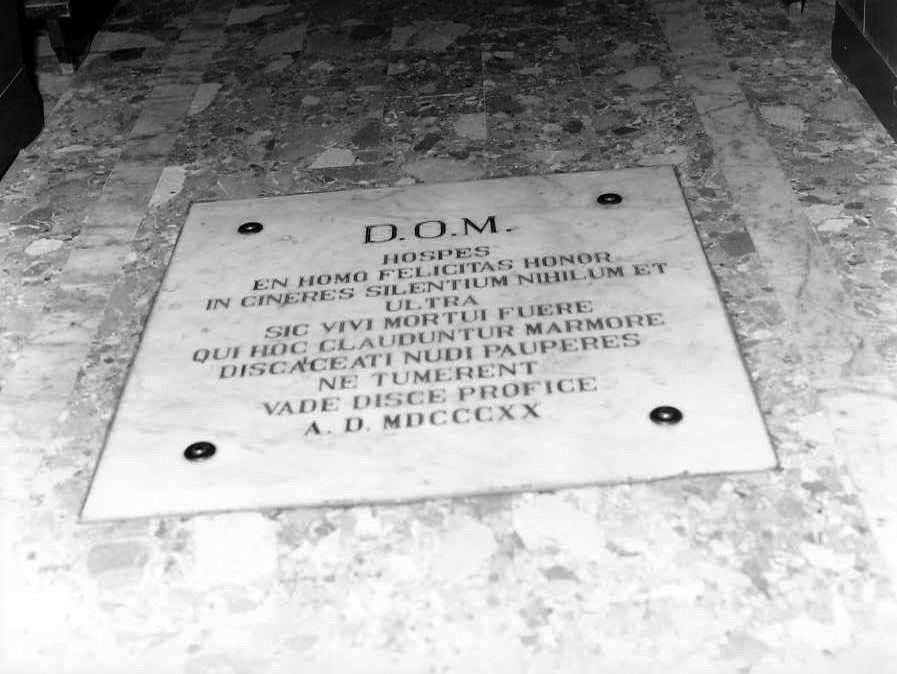 D.O.M.
HOSPES
EN HOMO FELICITAS HONOR
IN CINERES SILENTIUM NIHILUM ET
ULTRA
SIC VIVI MORTUI FUERE
QUI HOC CLAUDUNTUR MARMORE
DISCACEATI NUDI PAUPERES
NE TUMERENT
VADE DISCE PROFICE
A. D. MDCCCXX